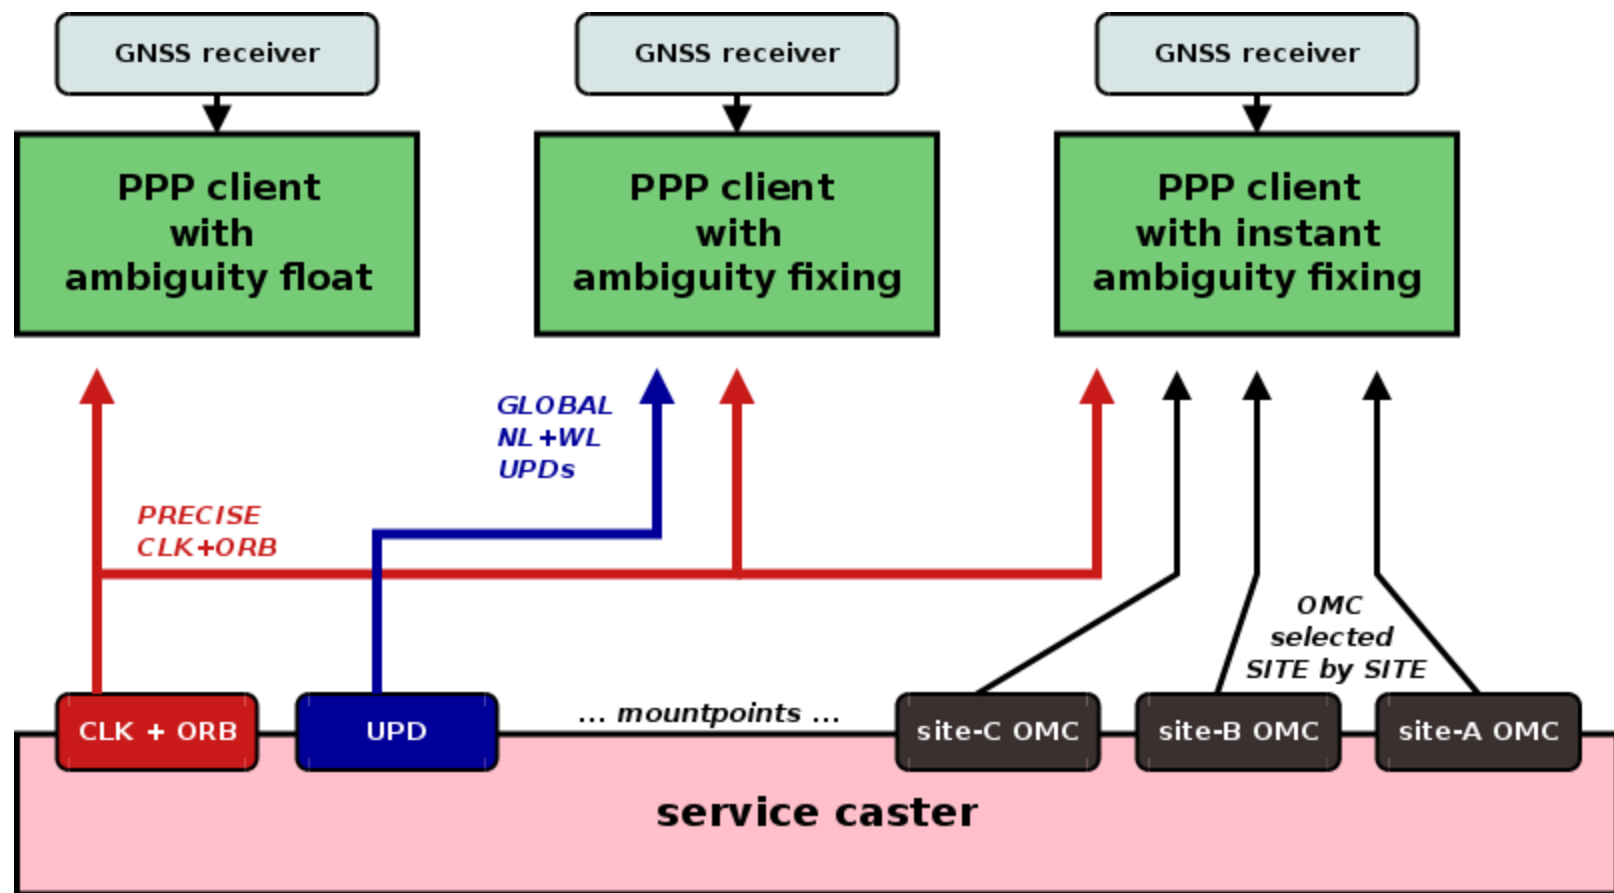 GNSS receiver
GNSS receiver
GNSS receiver
PPP client
with
ambiguity float
PPP client
with
ambiguity fixing
PPP client
with instant
ambiguity fixing
GLOBAL
NL+WL
UPDs
PRECISE
CLK+ORB
OMC
selected
SITE by SITE
... mountpoints ...
CLK + ORB
UPD
site-C OMC
site-B OMC
site-A OMC
service caster